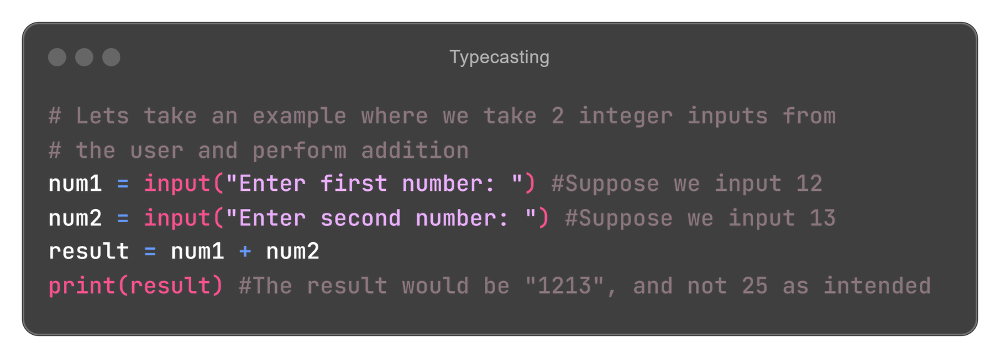 Typecasting
# Lets take an example where we take 2 integer inputs from
# the user and perform addition
num1 = input("Enter first number: ") #Suppose we input 12
num2 = input("Enter second number: ") #Suppose we input 13
result = num1 + num2
print(result) #The result would be "1213", and not 25 as intended